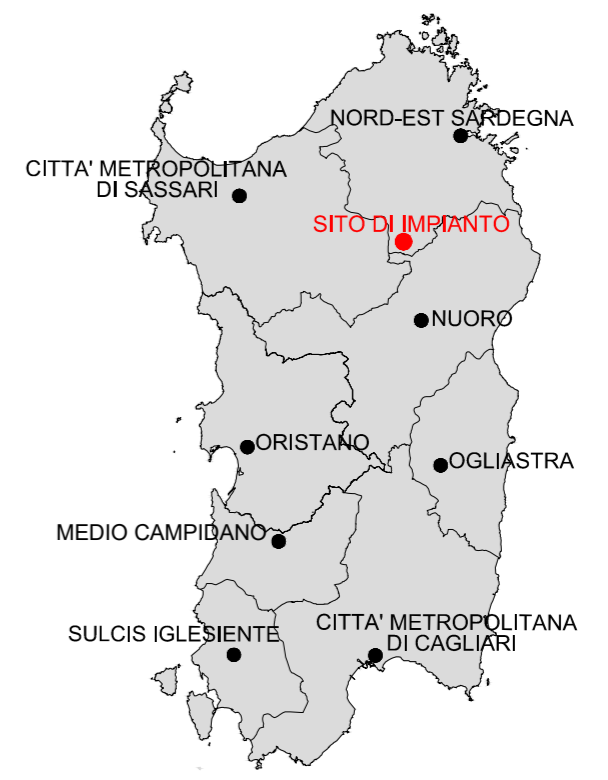 NORD-EST SARDEGNA
CITTA' METROPOLITANA
DI SASSARI
SITO DI IMPIANTO
NUORO
ORISTANO
OGLIASTRA
MEDIO CAMPIDANO
SULCIS IGLESIENTE
CITTA' METROPOLITANA
DI CAGLIARI